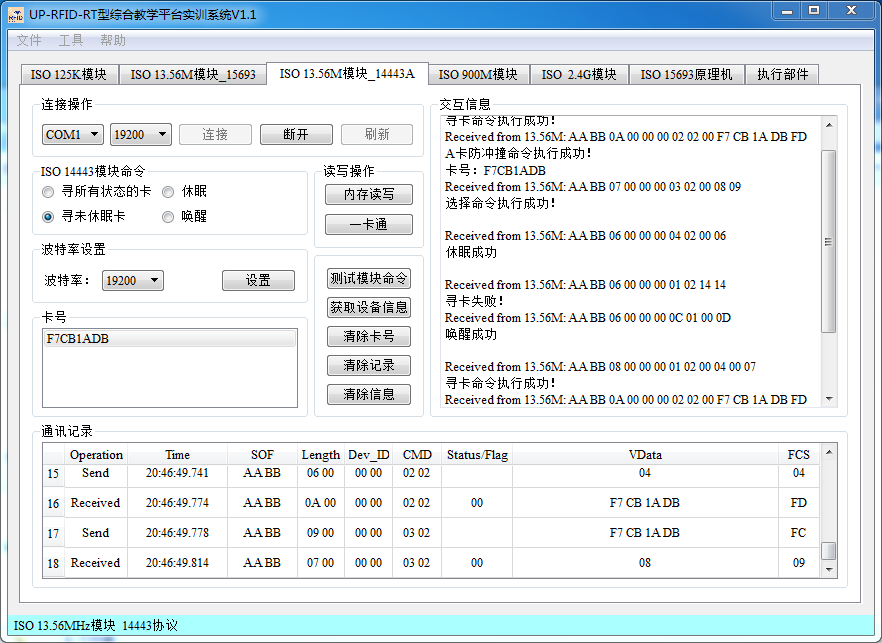 RFID UP-RFID-RT型综合教学平台实训系统V1.1
文件 工具 帮助
ISO 125K模块 ISO 13.56M模块_15693 ISO 13.56M模块_14443A ISO 900M模块 ISO 2.4G模块 ISO 15693原理机 执行部件
连接操作
COM1 19200 连接 断开 刷新
ISO 14443模块命令
寻所有状态的卡 休眠
寻未休眠卡 唤醒
波特率设置
波特率： 19200 设置
卡号
F7CB1ADB
读写操作
内存读写
一卡通
测试模块命令
获取设备信息
清除卡号
清除记录
清除信息
交互信息
寻卡命令执行成功!
Received from 13.56M: AA BB 0A 00 00 00 02 02 00 F7 CB 1A DB FD
A卡防冲撞命令执行成功!
卡号：F7CB1ADB
Received from 13.56M: AA BB 07 00 00 00 03 02 00 08 09
选择命令执行成功!
Received from 13.56M: AA BB 06 00 00 00 04 02 00 06
休眠成功
Received from 13.56M: AA BB 06 00 00 00 01 02 14 14
寻卡失败!
Received from 13.56M: AA BB 06 00 00 00 0C 01 00 0D
唤醒成功
Received from 13.56M: AA BB 08 00 00 00 01 02 00 04 00 07
寻卡命令执行成功!
Received from 13.56M: AA BB 0A 00 00 00 02 02 00 F7 CB 1A DB FD
通讯记录
Operation Time SOF Length Dev_ID CMD Status/Flag VData FCS
15 Send 20:46:49.741 AA BB 06 00 00 00 02 02 04 04
16 Received 20:46:49.774 AA BB 0A 00 00 00 02 02 00 F7 CB 1A DB FD
17 Send 20:46:49.778 AA BB 09 00 00 00 03 02 F7 CB 1A DB FC
18 Received 20:46:49.814 AA BB 07 00 00 00 03 02 00 08 09
ISO 13.56MHz模块 14443协议